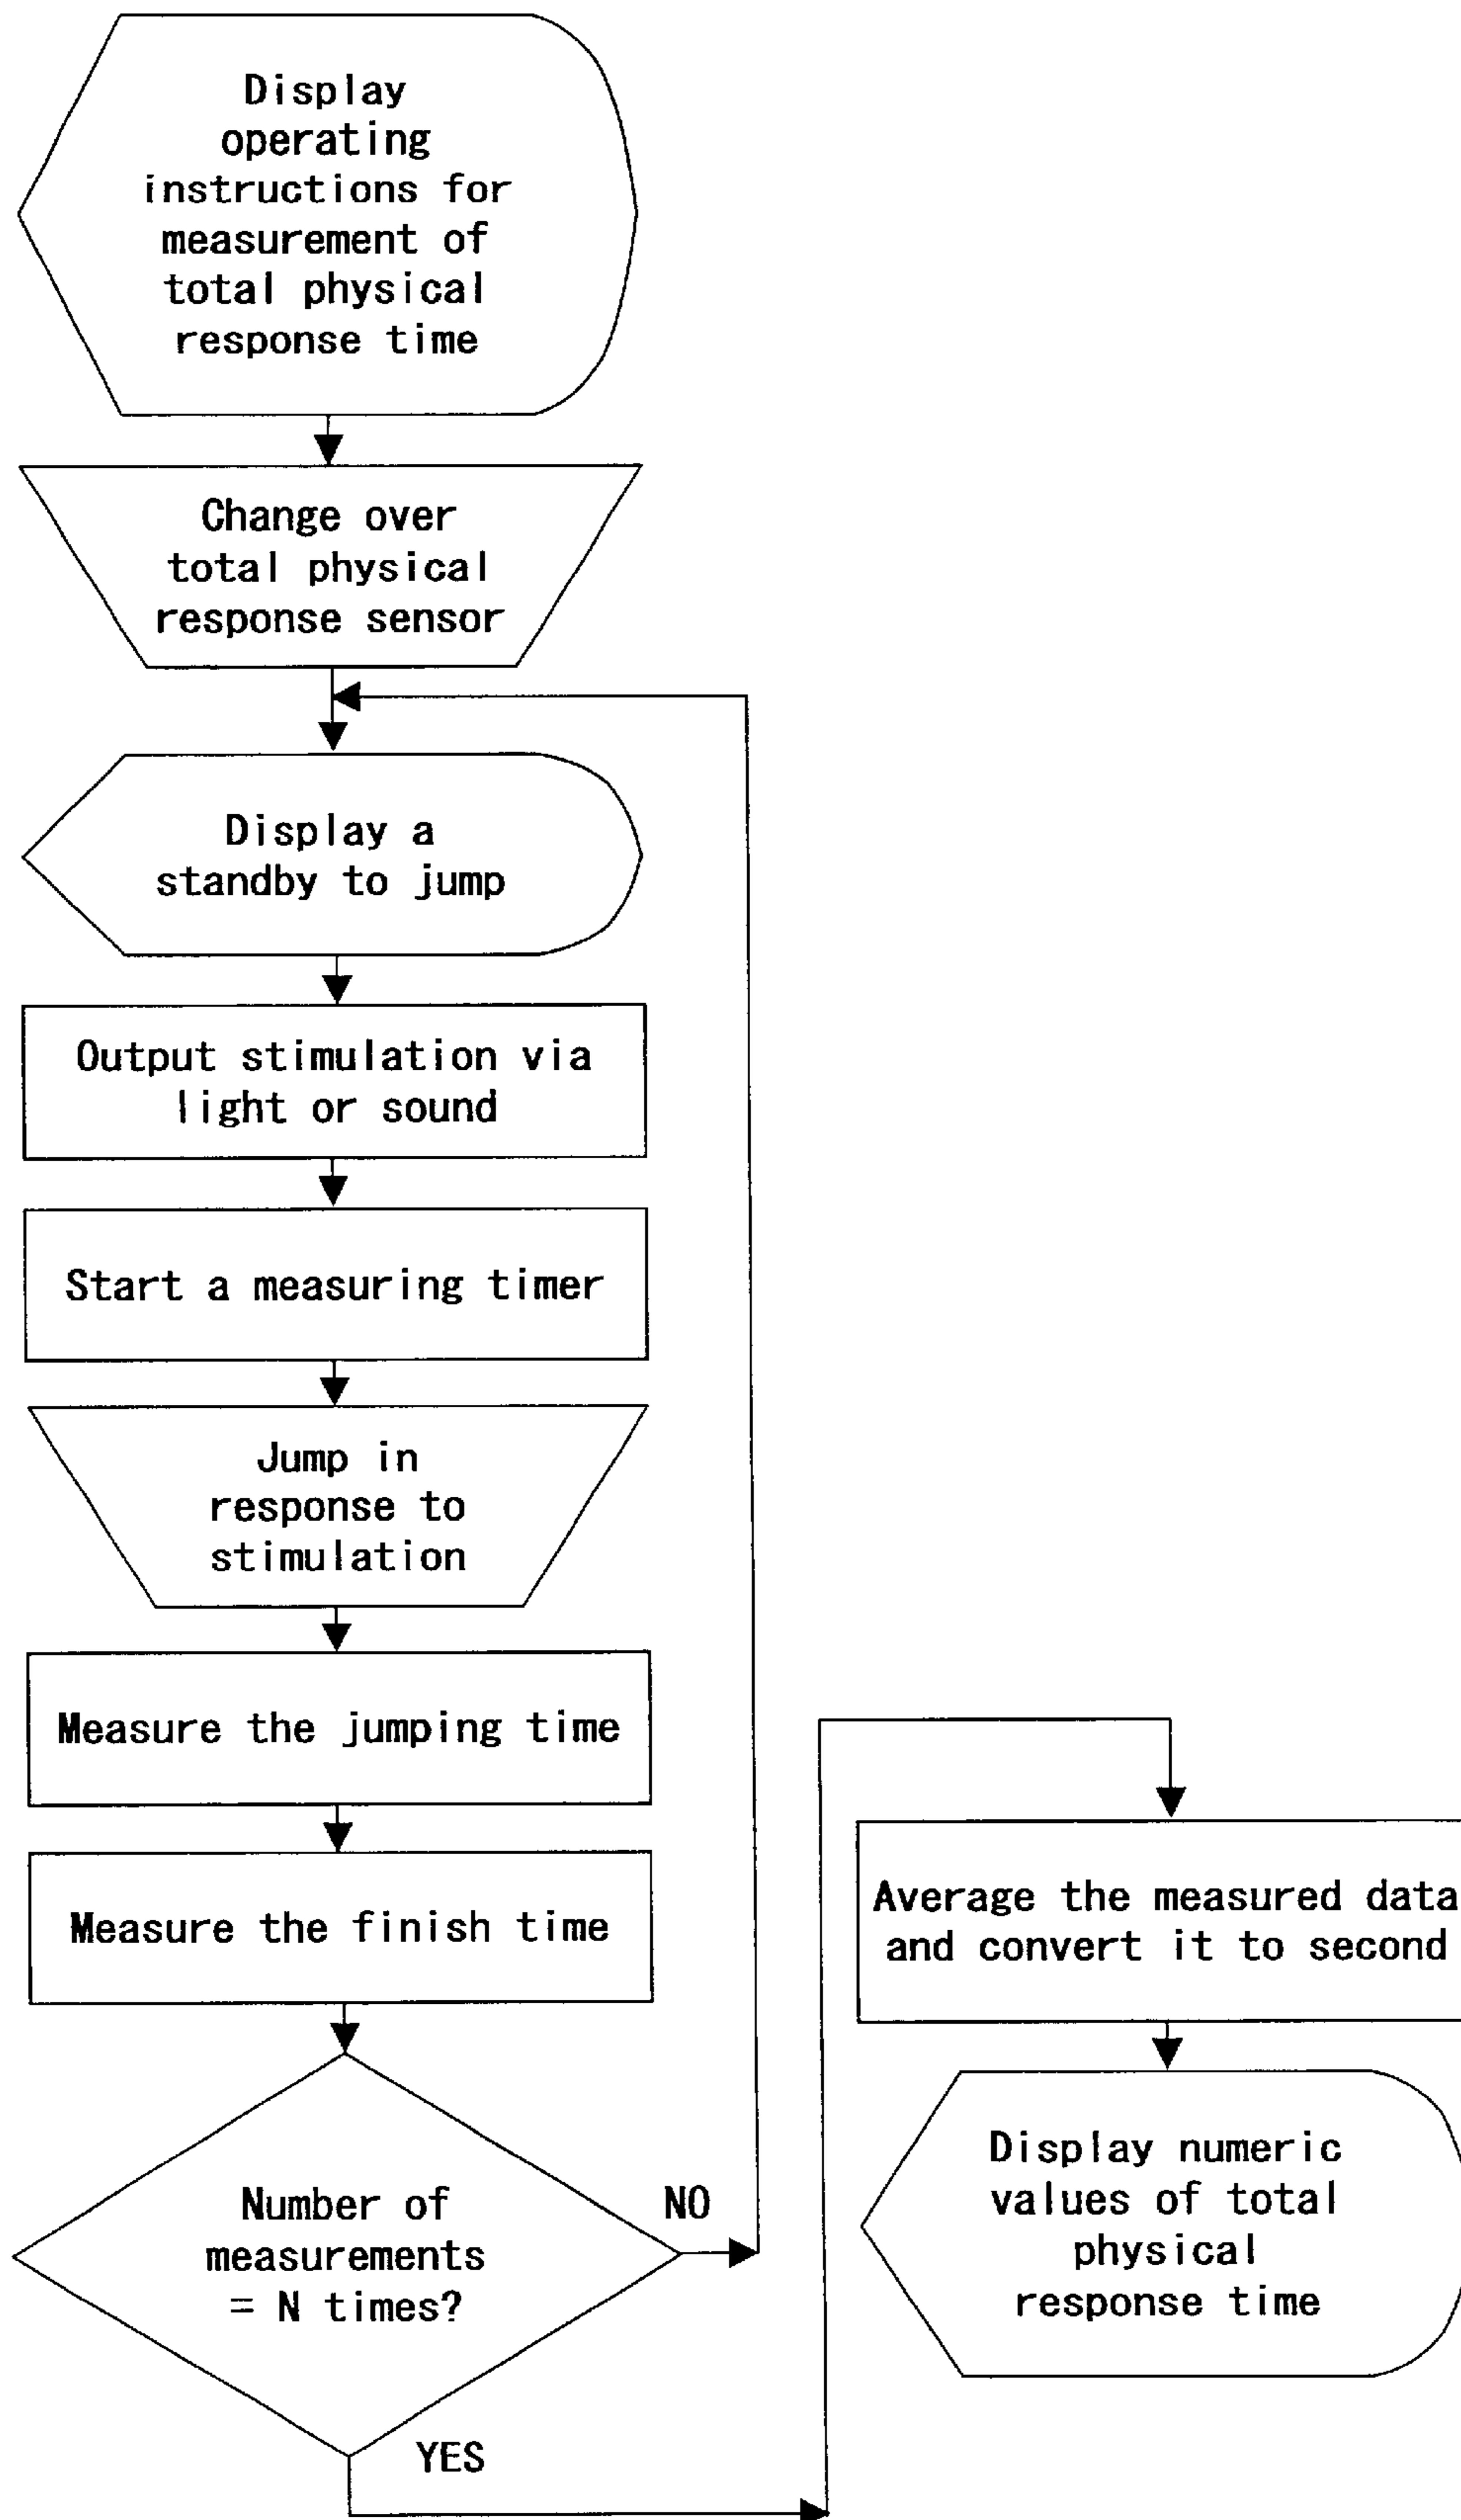 Display
operating
instructions for
measurement of
total physical
response time
Change over
total physical
response sensor
Display a
standby to jump
Output stimulation via
light or sound
Start a measuring timer
Jump in
response to
stimulation
Measure the jumping time
Measure the finish time
Number of
measurements
= N times?
NO
YES
Average the measured data
and convert it to second
Display numeric
values of total
physical
response time